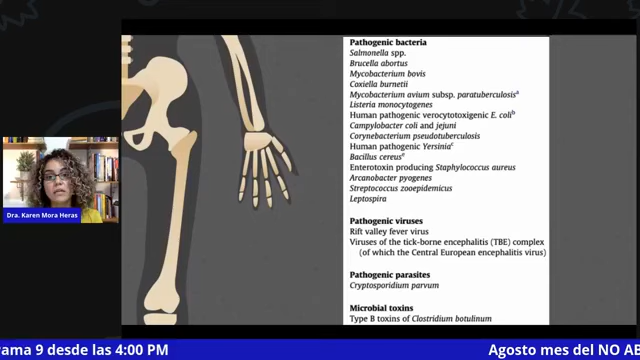 Pathogenic bacteria
Salmonella spp.
Brucella abortus
Mycobacterium bovis
Coxiella burnetii
Mycobacterium avium subsp. paratuberculosisᵃ
Listeria monocytogenes
Human pathogenic verocytotoxigenic E. coliᵇ
Campylobacter coli and jejuni
Corynebacterium pseudotuberculosis
Human pathogenic Yersiniaᶜ
Bacillus cereusᵉ
Enterotoxin producing Staphylococcus aureus
Arcanobacter pyogenes
Streptococcus zooepidemicus
Leptospira
Pathogenic viruses
Rift valley fever virus
Viruses of the tick-borne encephalitis (TBE) complex
(of which the Central European encephalitis virus)
Pathogenic parasites
Cryptosporidium parvum
Microbial toxins
Type B toxins of Clostridium botulinum
Dra. Karen Mora Heras
rama 9 desde las 4:00 PM
Agosto mes del NO AB